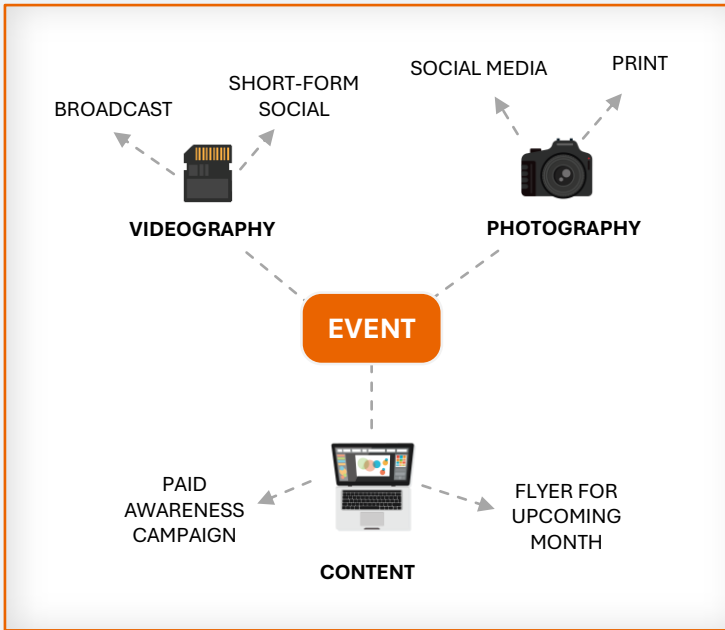 BROADCAST
SHORT-FORM
SOCIAL
SOCIAL MEDIA
PRINT
VIDEOGRAPHY
PHOTOGRAPHY
EVENT
PAID
AWARENESS
CAMPAIGN
FLYER FOR
UPCOMING
MONTH
CONTENT